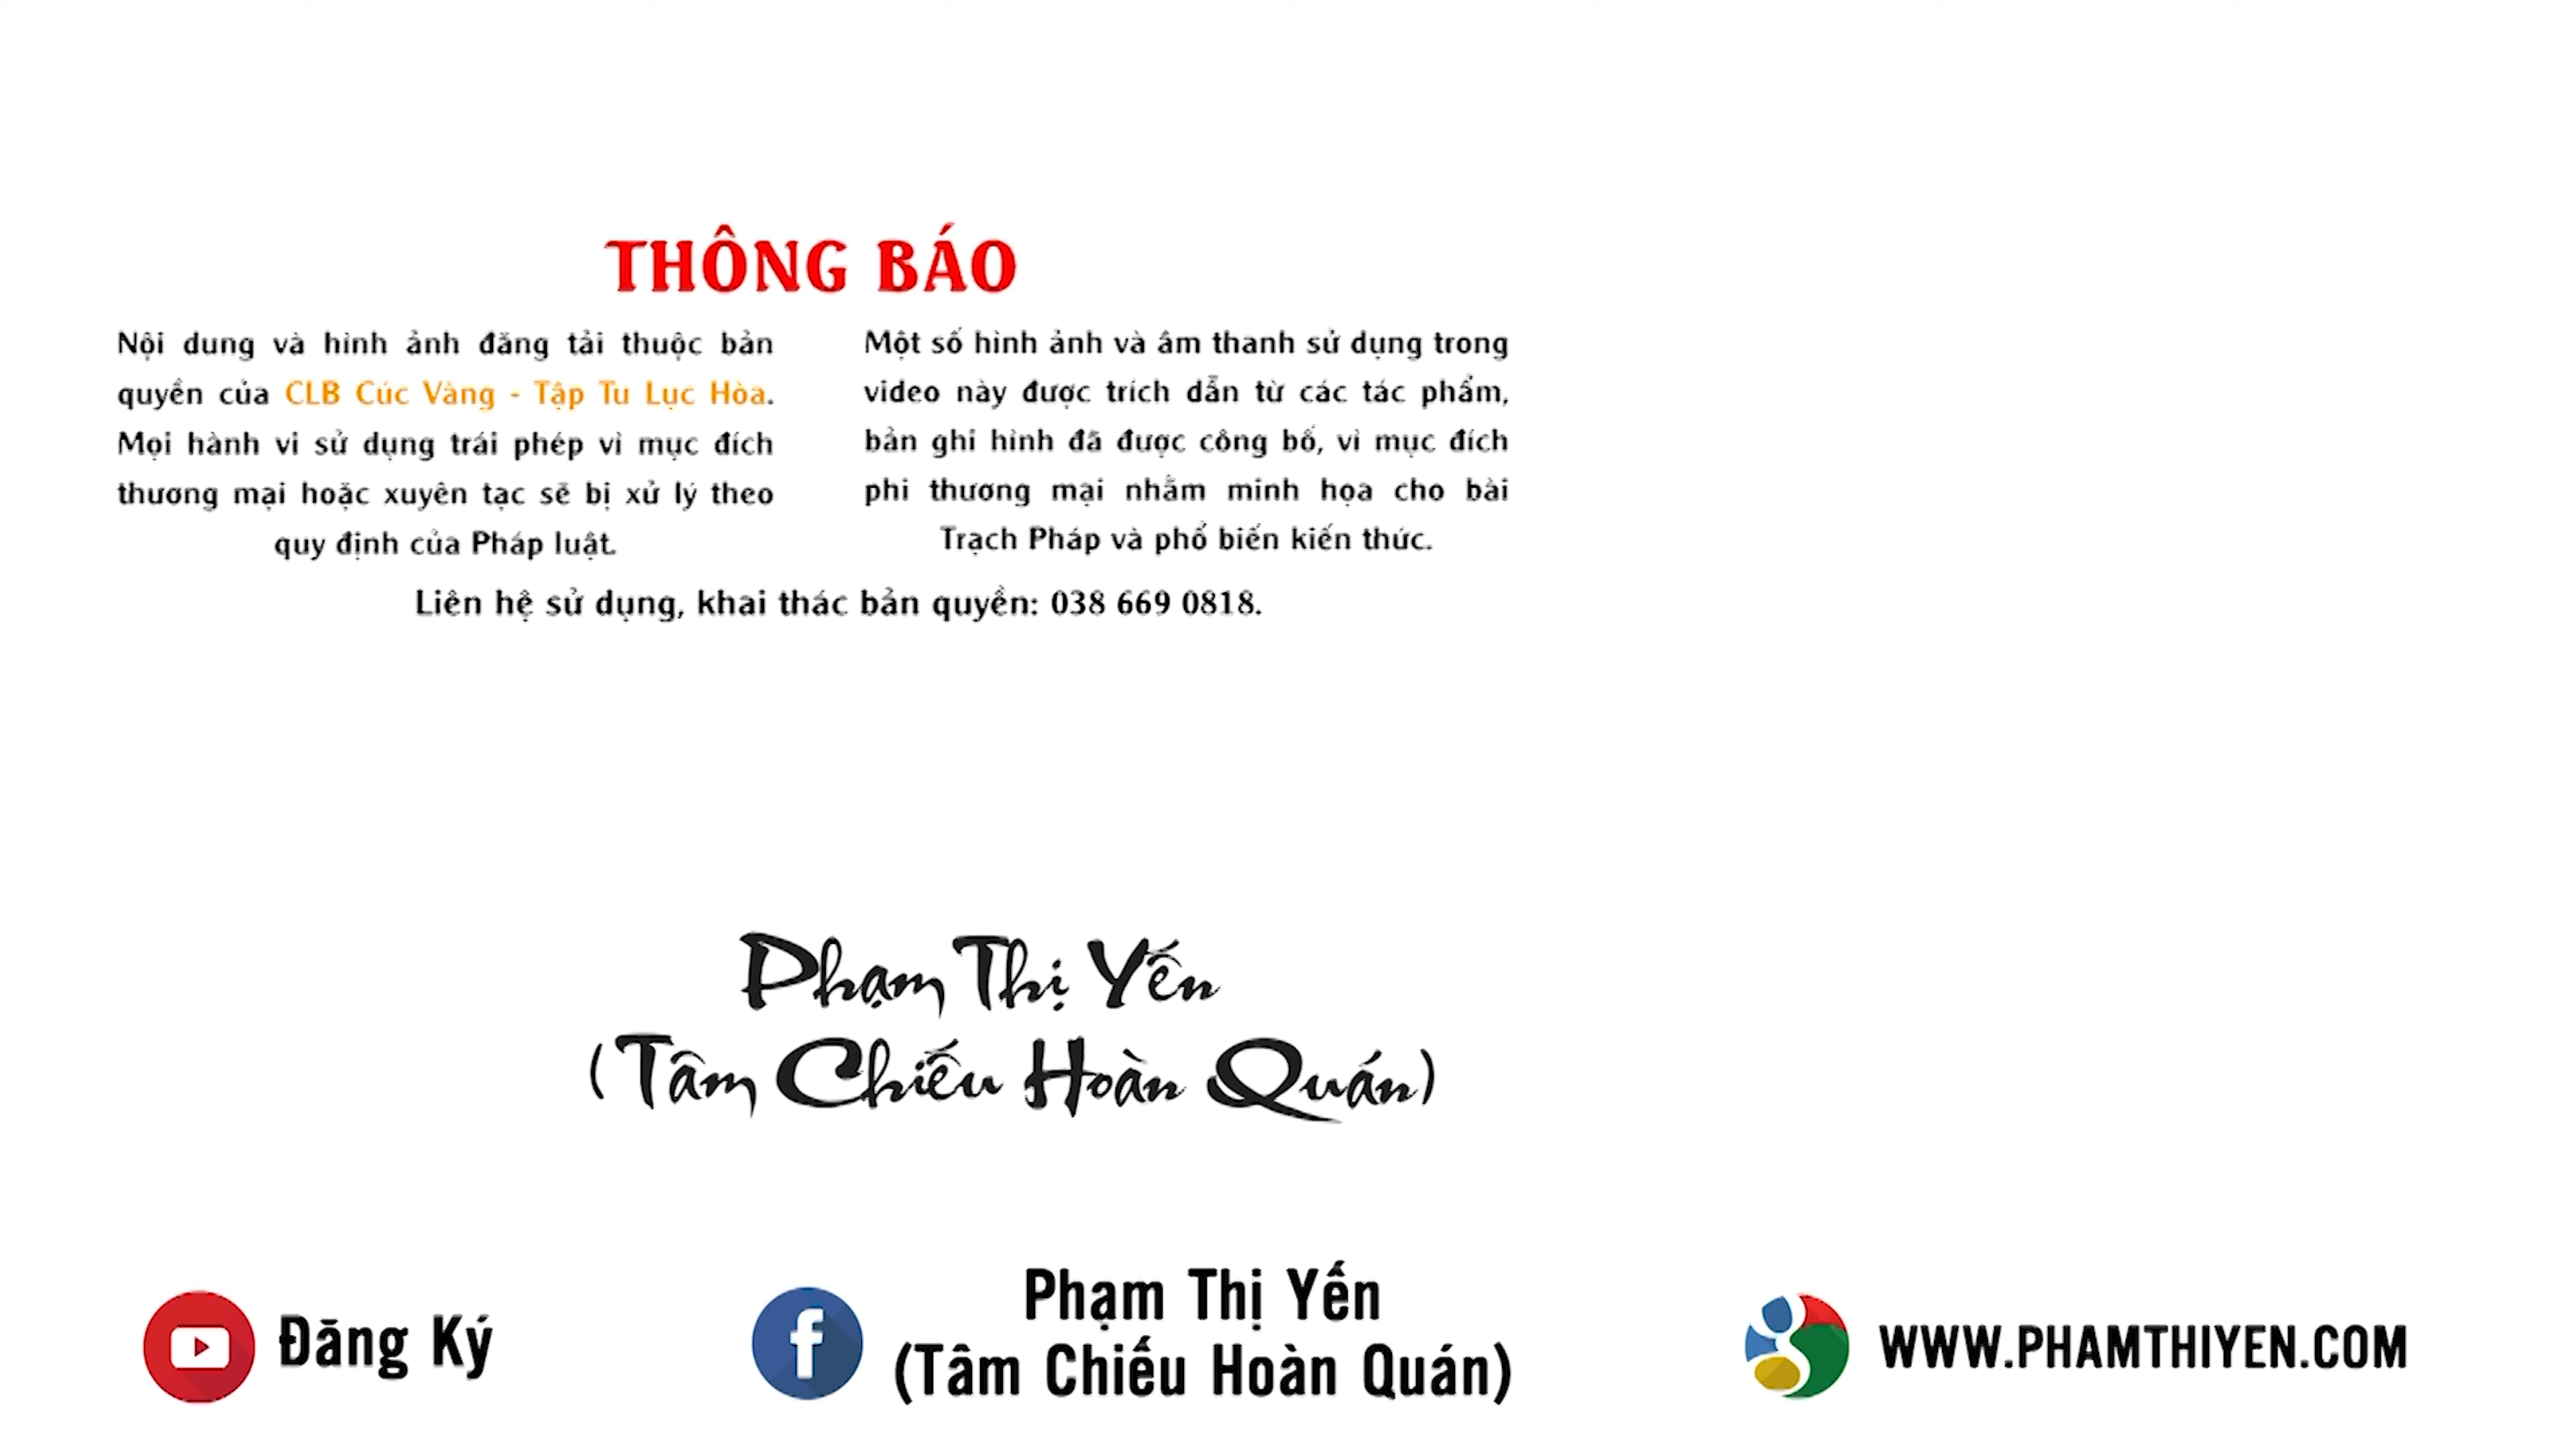 THÔNG BÁO
Nội dung và hình ảnh đăng tải thuộc bản
quyền của CLB Cúc Vàng - Tập Tu Lục Hòa.
Mọi hành vi sử dụng trái phép vì mục đích
thương mại hoặc xuyên tạc sẽ bị xử lý theo
quy định của Pháp luật.
Một số hình ảnh và âm thanh sử dụng trong
video này được trích dẫn từ các tác phẩm,
bản ghi hình đã được công bố, vì mục đích
phi thương mại nhằm minh họa cho bài
Trạch Pháp và phổ biến kiến thức.
Liên hệ sử dụng, khai thác bản quyền: 038 669 0818.
Phạm Thị Yến
(Tâm Chiếu Hoàn Quán)
Đăng Ký
Phạm Thị Yến
(Tâm Chiếu Hoàn Quán)
WWW.PHAMTHIYEN.COM